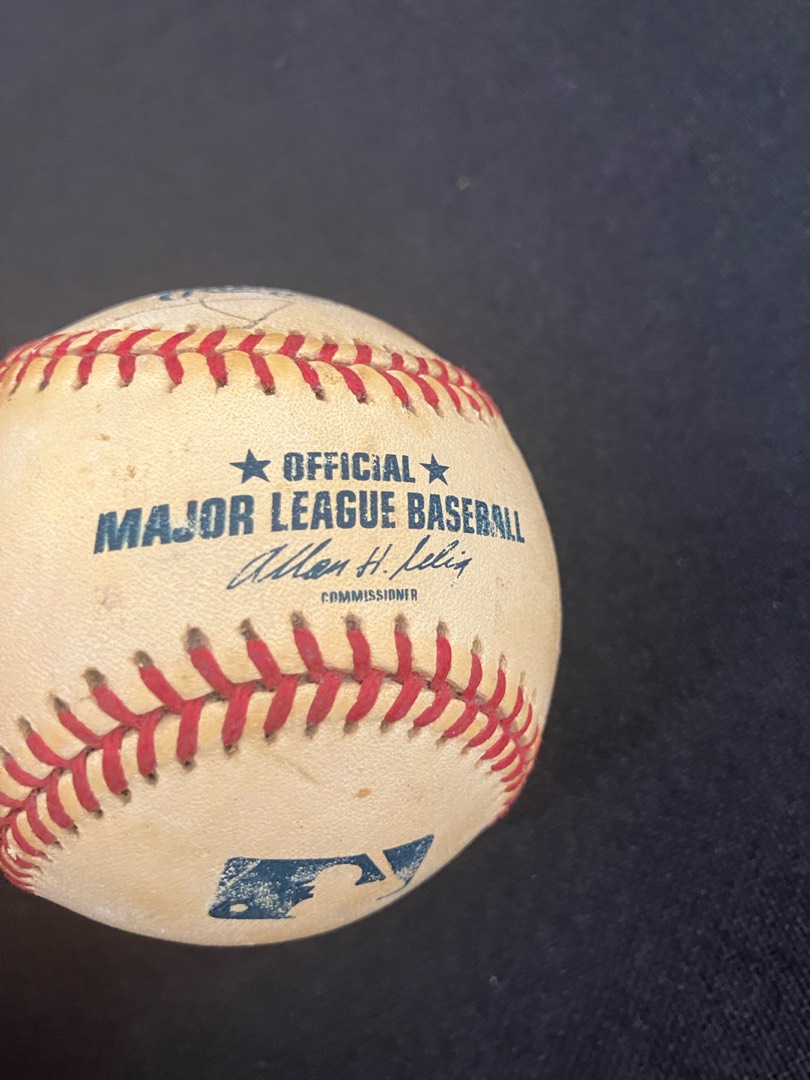 ★ OFFICIAL ★
MAJOR LEAGUE BASEBALL
Allan H. Selig
COMMISSIONER